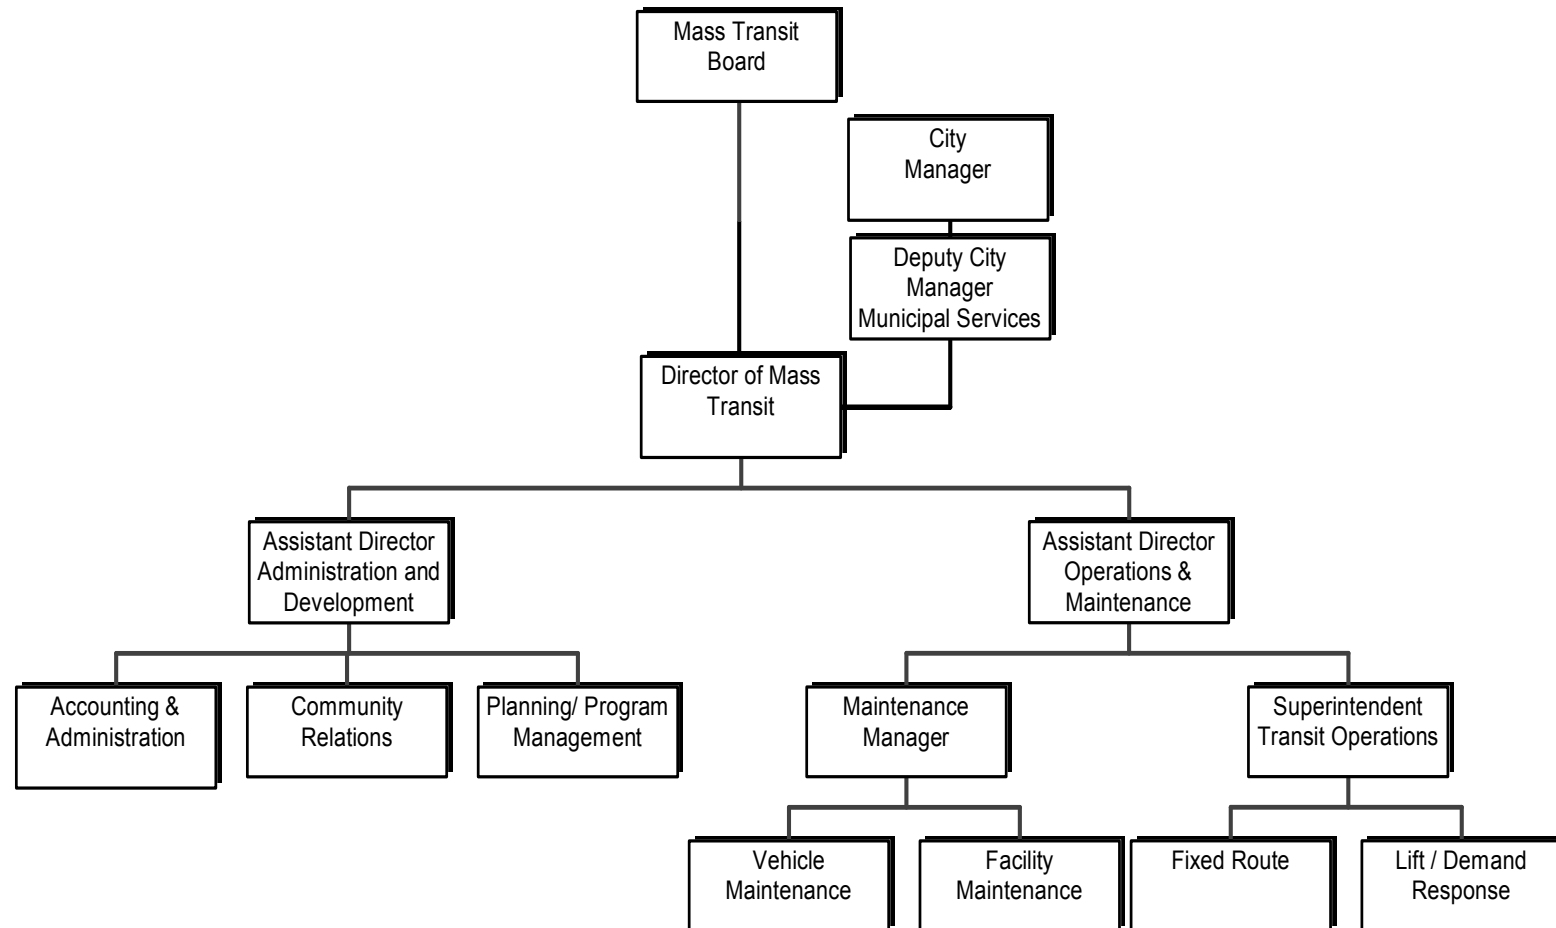 Mass Transit
Board
City
Manager
Deputy City
Manager
Municipal Services
Director of Mass
Transit
Assistant Director
Administration and
Development
Assistant Director
Operations &
Maintenance
Accounting &
Administration
Community
Relations
Planning/ Program
Management
Maintenance
Manager
Superintendent
Transit Operations
Vehicle
Maintenance
Facility
Maintenance
Fixed Route
Lift / Demand
Response